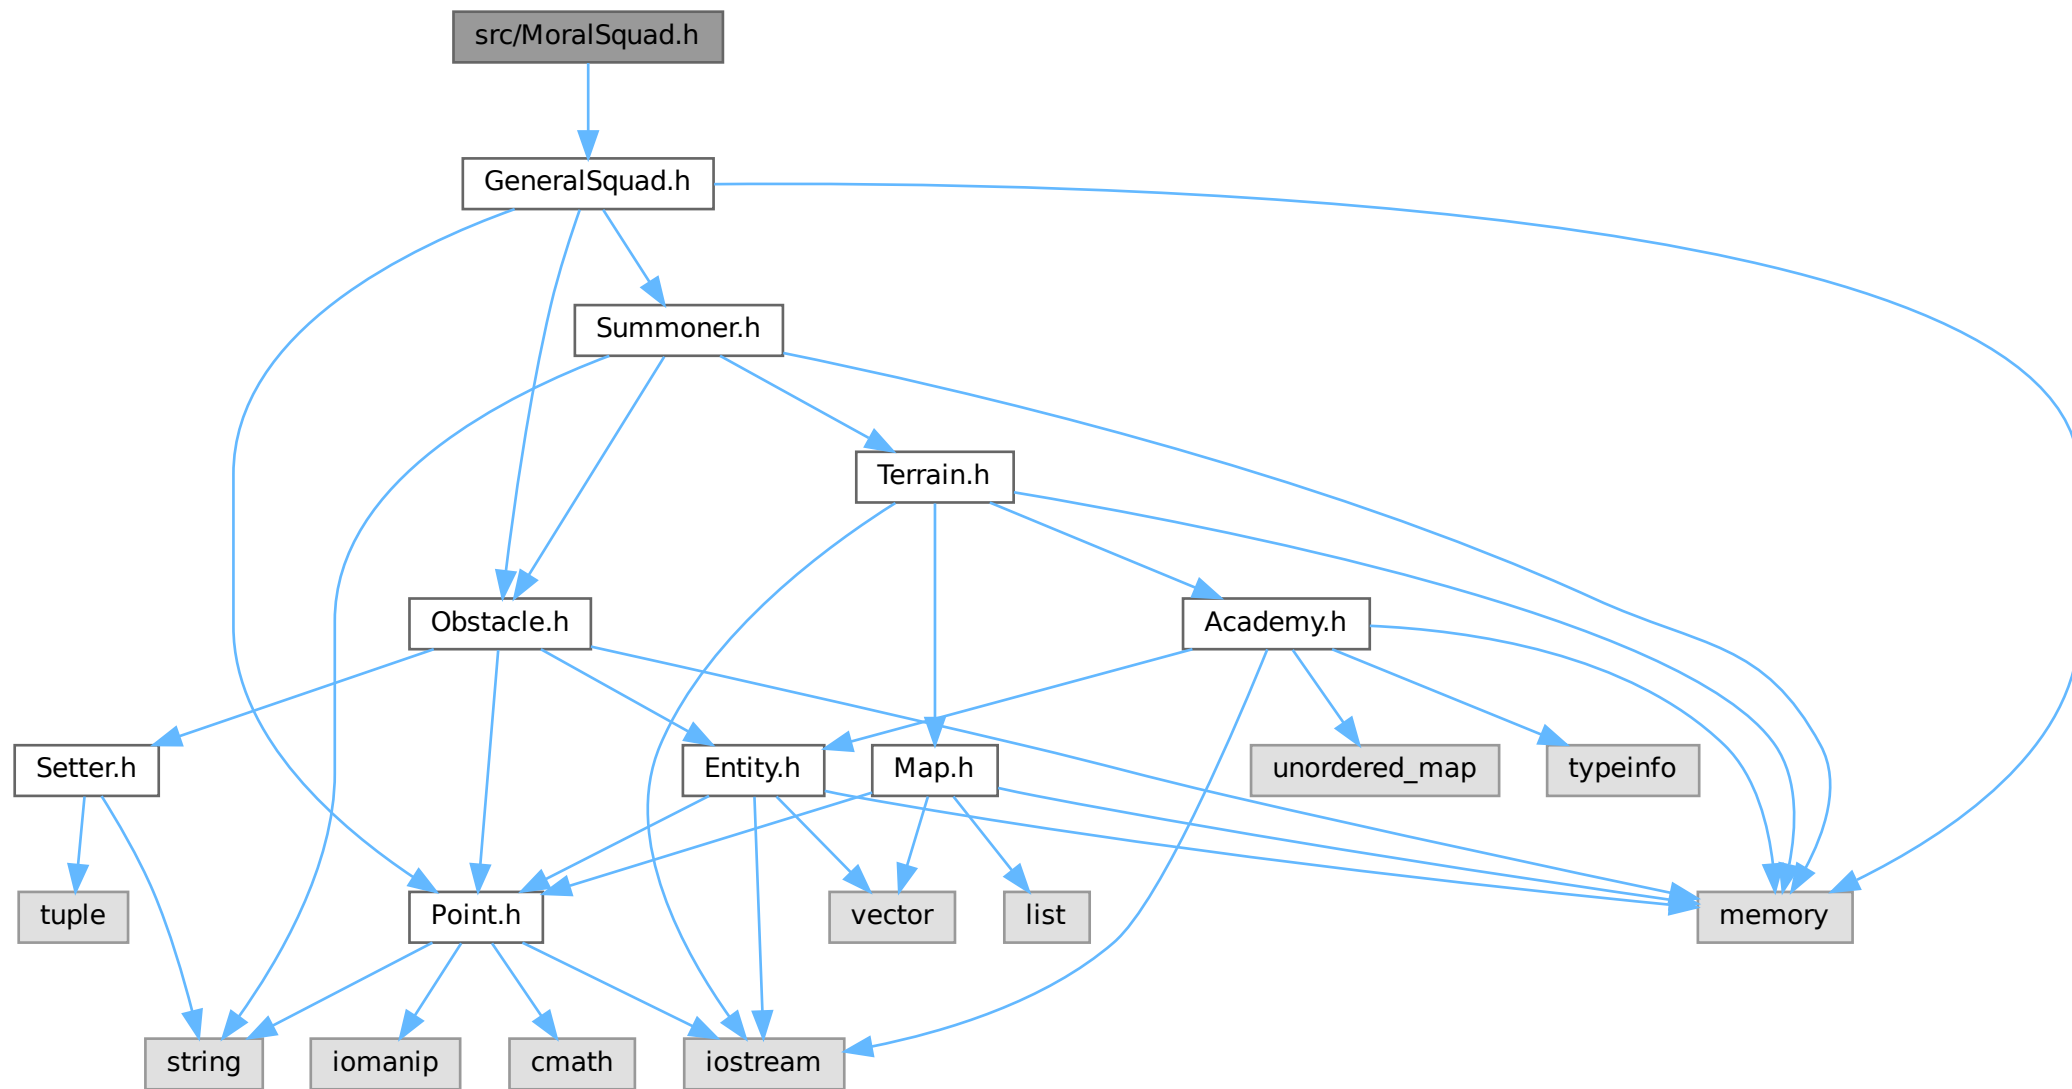 src/MoralSquad.h
GeneralSquad.h
Summoner.h
Terrain.h
Obstacle.h
Academy.h
Setter.h
Entity.h
Map.h
unordered_map
typeinfo
tuple
Point.h
vector
list
memory
string
iomanip
cmath
iostream